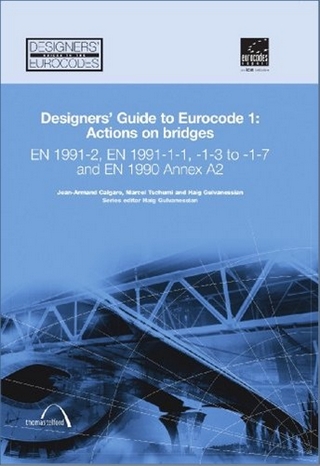 DESIGNERS'
GUIDES TO THE
EUROCODES
eurocodes
expert
Designers' Guide to Eurocode 1:
Actions on bridges
EN 1991-2, EN 1991-1-1, -1-3 to -1-7
and EN 1990 Annex A2
Jean-Armand Calgaro, Marcel Tschumi and Haig Gulvanessian
Series editor Haig Gulvanessian
thomastelford